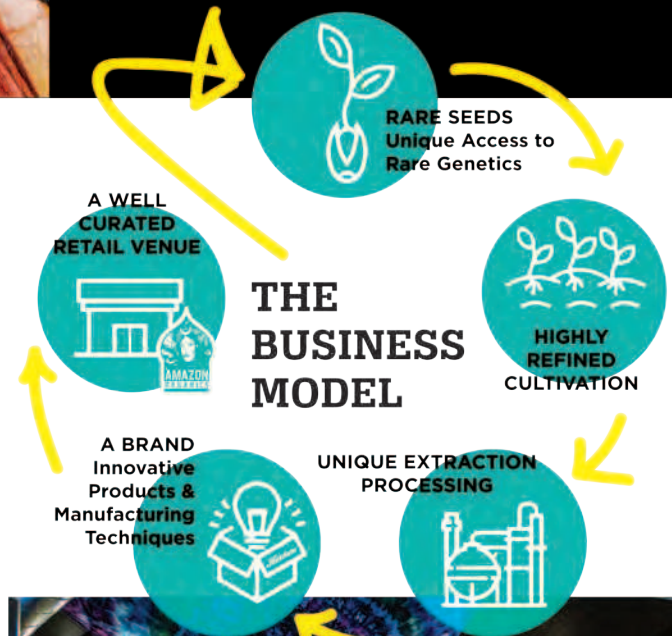 RARE SEEDS
Unique Access to
Rare Genetics
A WELL
CURATED
RETAIL VENUE
AMAZON
ORGANICS
THE
BUSINESS
MODEL
HIGHLY
REFINED
CULTIVATION
A BRAND
Innovative
Products &
Manufacturing
Techniques
UNIQUE EXTRACTION
PROCESSING